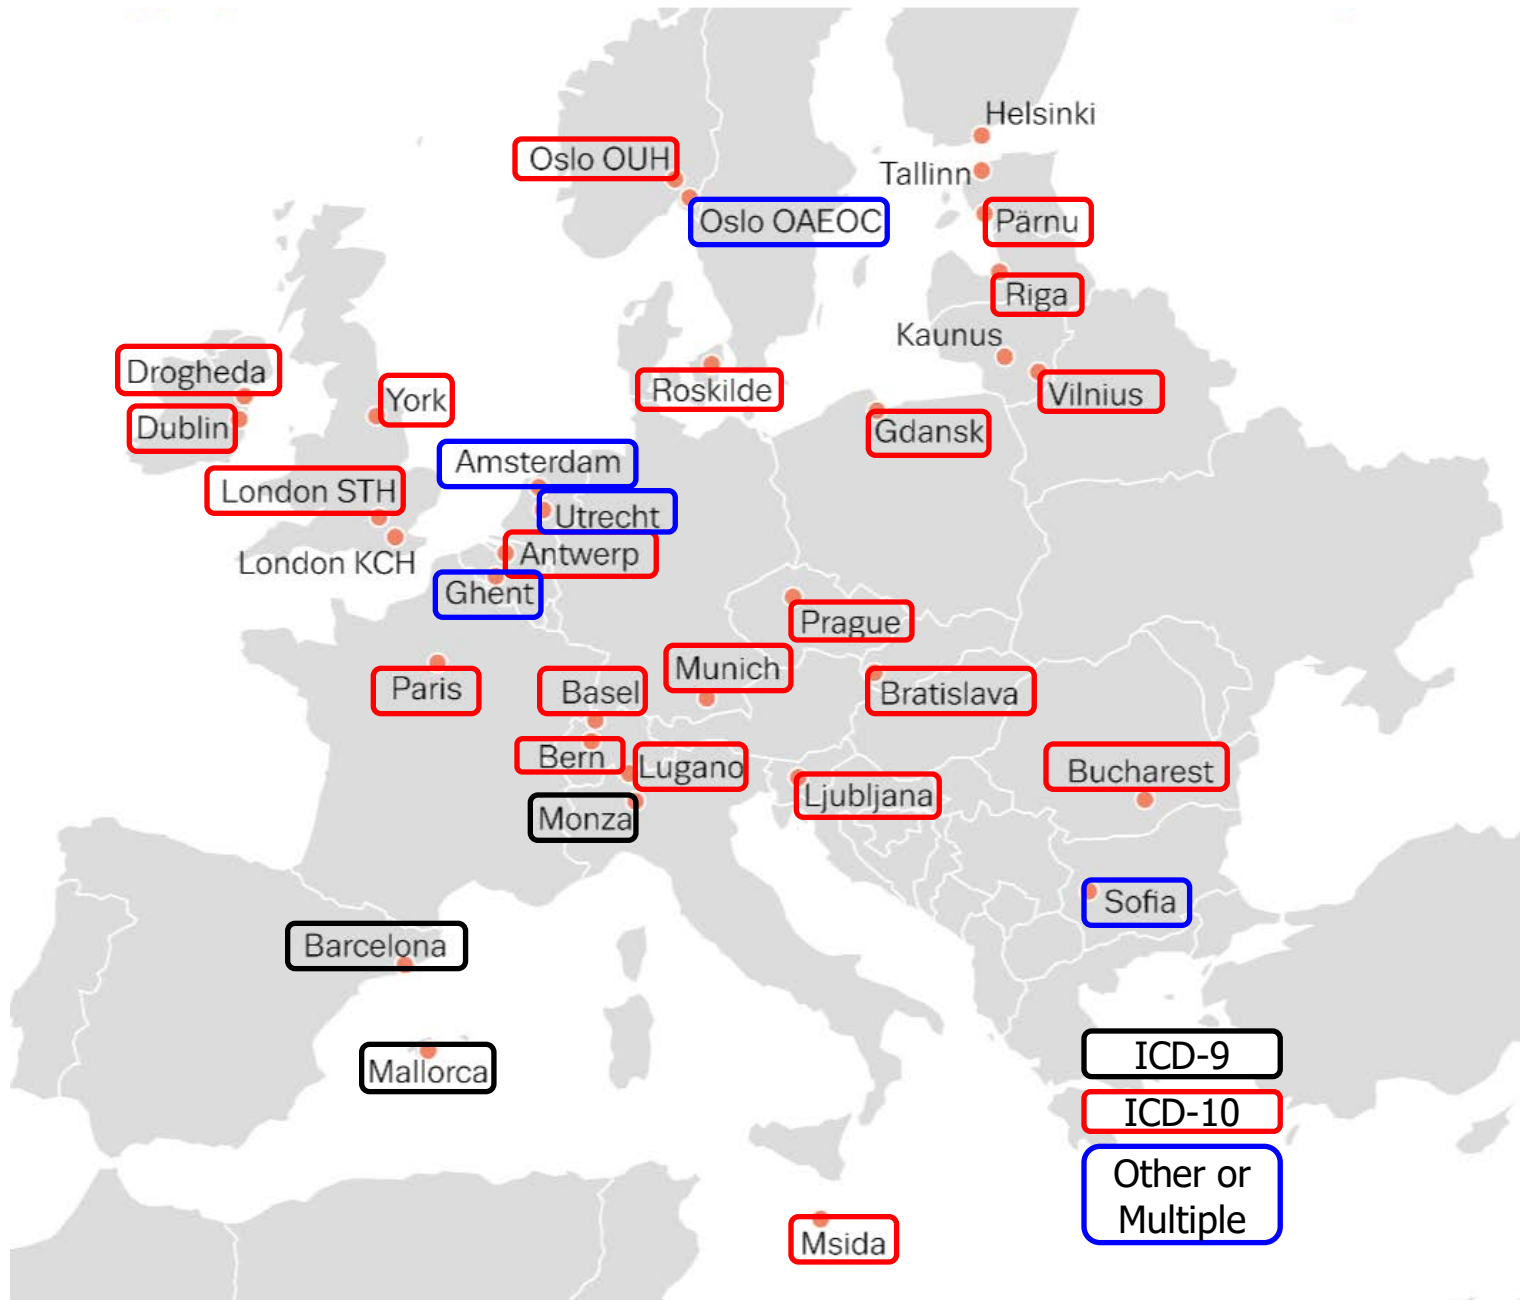 Helsinki
Oslo OUH
Tallinn
Oslo OAEOC
Pärnu
Riga
Kaunus
Drogheda
York
Roskilde
Vilnius
Dublin
Gdansk
Amsterdam
London STH
Utrecht
Antwerp
London KCH
Ghent
Prague
Munich
Paris
Basel
Bratislava
Bern
Lugano
Bucharest
Ljubljana
Monza
Sofia
Barcelona
Mallorca
ICD-9
ICD-10
Other or
Multiple
Msida